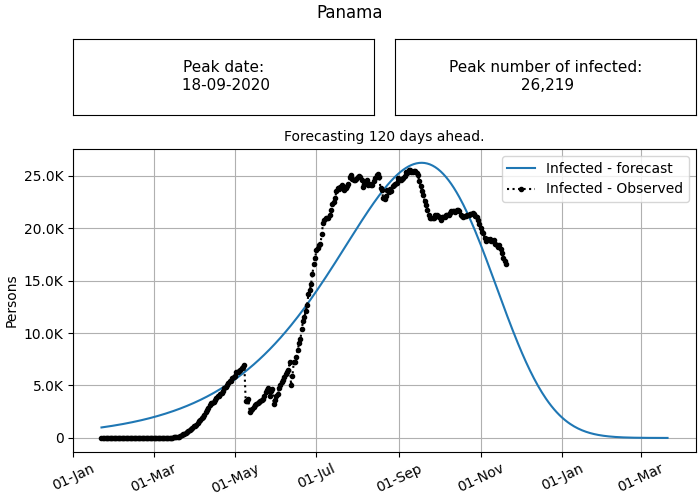 Panama
Peak date:
18-09-2020
Peak number of infected:
26,219
Forecasting 120 days ahead.
Infected - forecast
Infected - Observed
25.0K
20.0K
15.0K
10.0K
5.0K
0
Persons
01-Jan
01-Mar
01-May
01-Jul
01-Sep
01-Nov
01-Jan
01-Mar